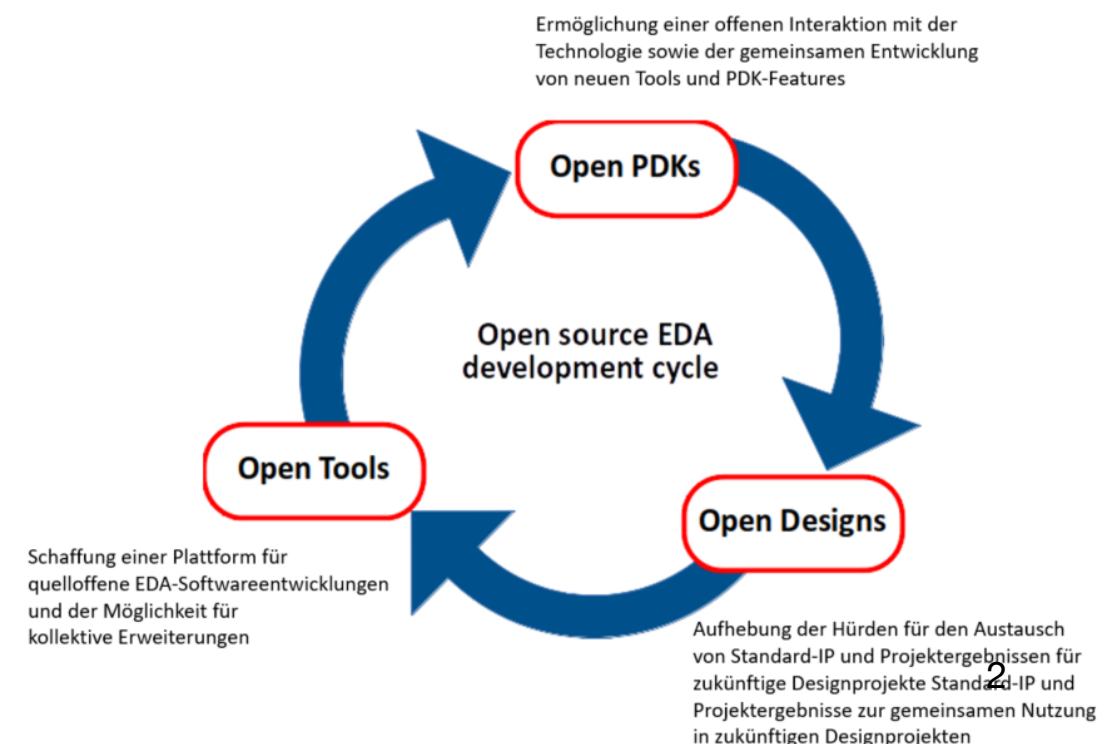 Ermöglichung einer offenen Interaktion mit der
Technologie sowie der gemeinsamen Entwicklung
von neuen Tools und PDK-Features
Open PDKs
Open source EDA
development cycle
Open Tools
Open Designs
Schaffung einer Plattform für
quelloffene EDA-Softwareentwicklungen
und der Möglichkeit für
kollektive Erweiterungen
Aufhebung der Hürden für den Austausch
von Standard-IP und Projektergebnissen für
zukünftige Designprojekte Standard-IP und
Projektergebnisse zur gemeinsamen Nutzung
in zukünftigen Designprojekten
2